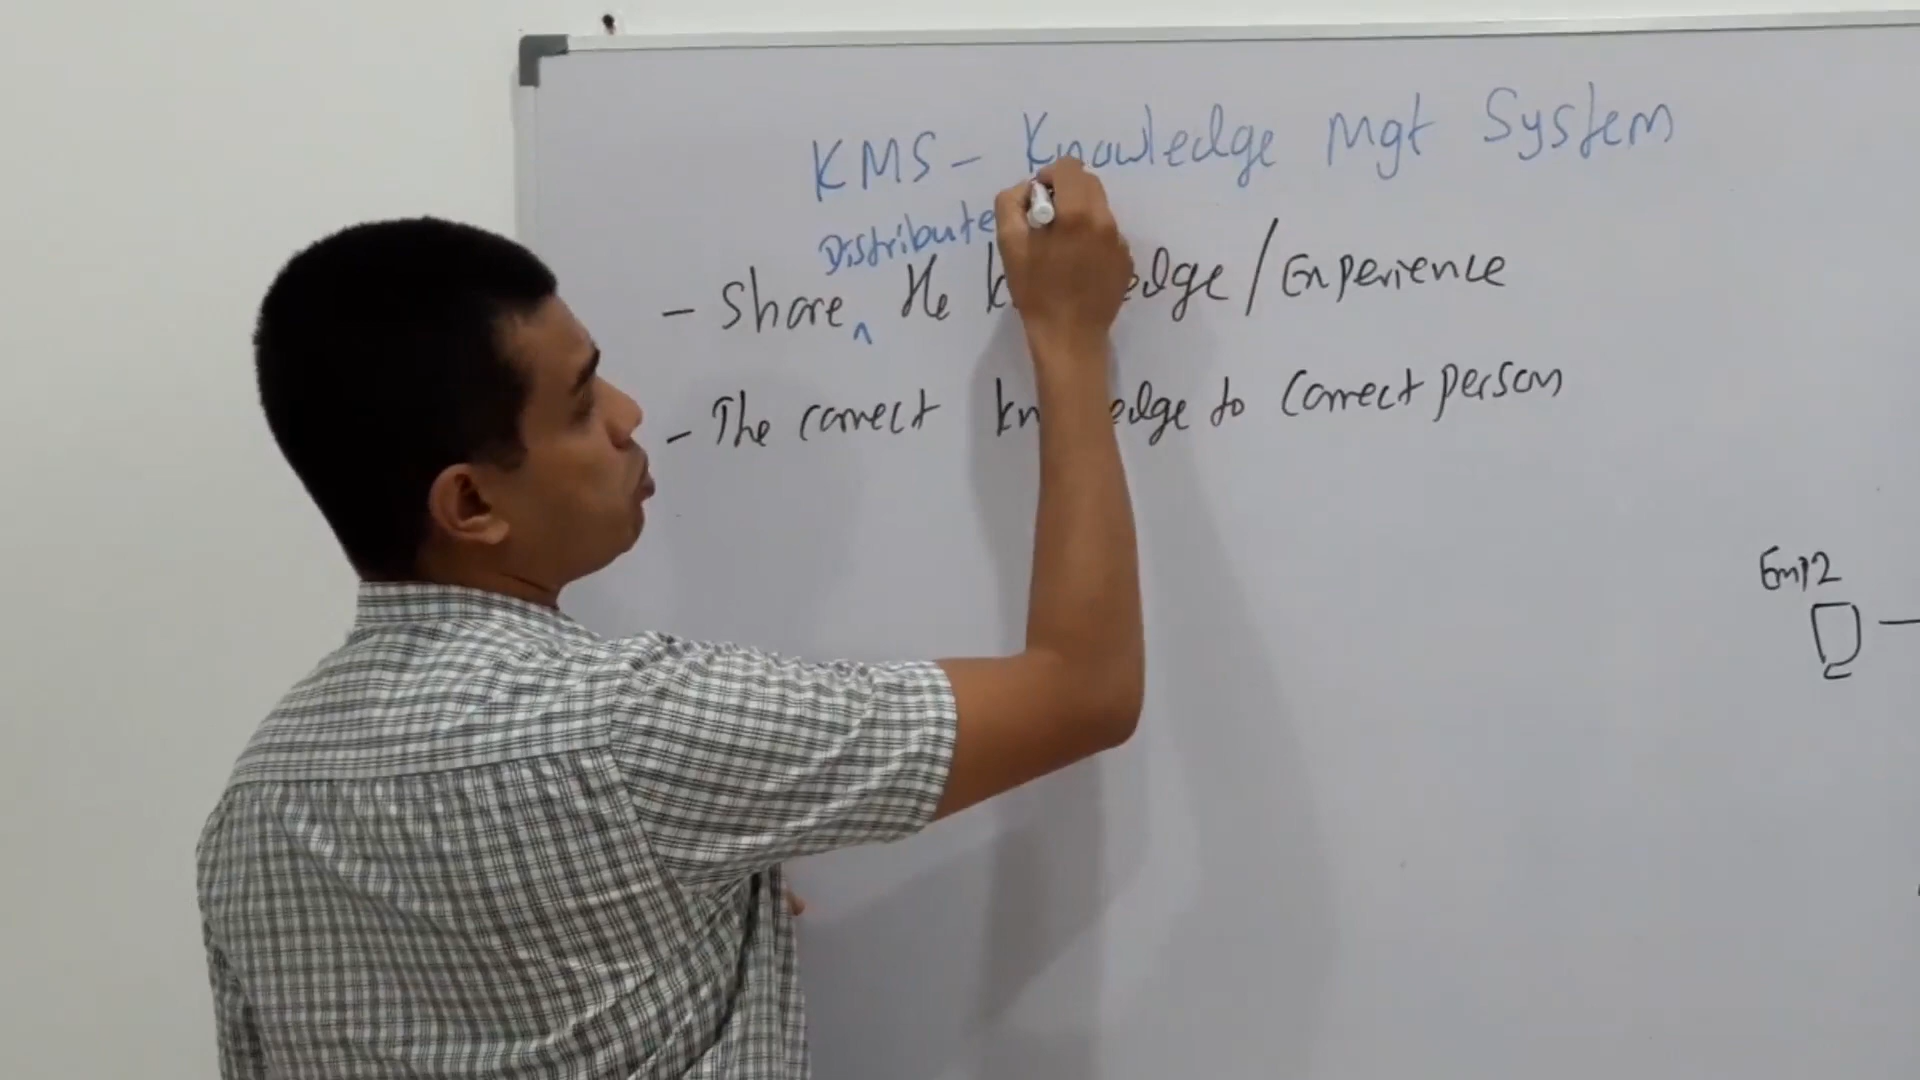 KMS - Knowledge Mgt System
Distribute
- Share ^ the knowledge / Experience
- The correct knowledge to correct person
Emp2